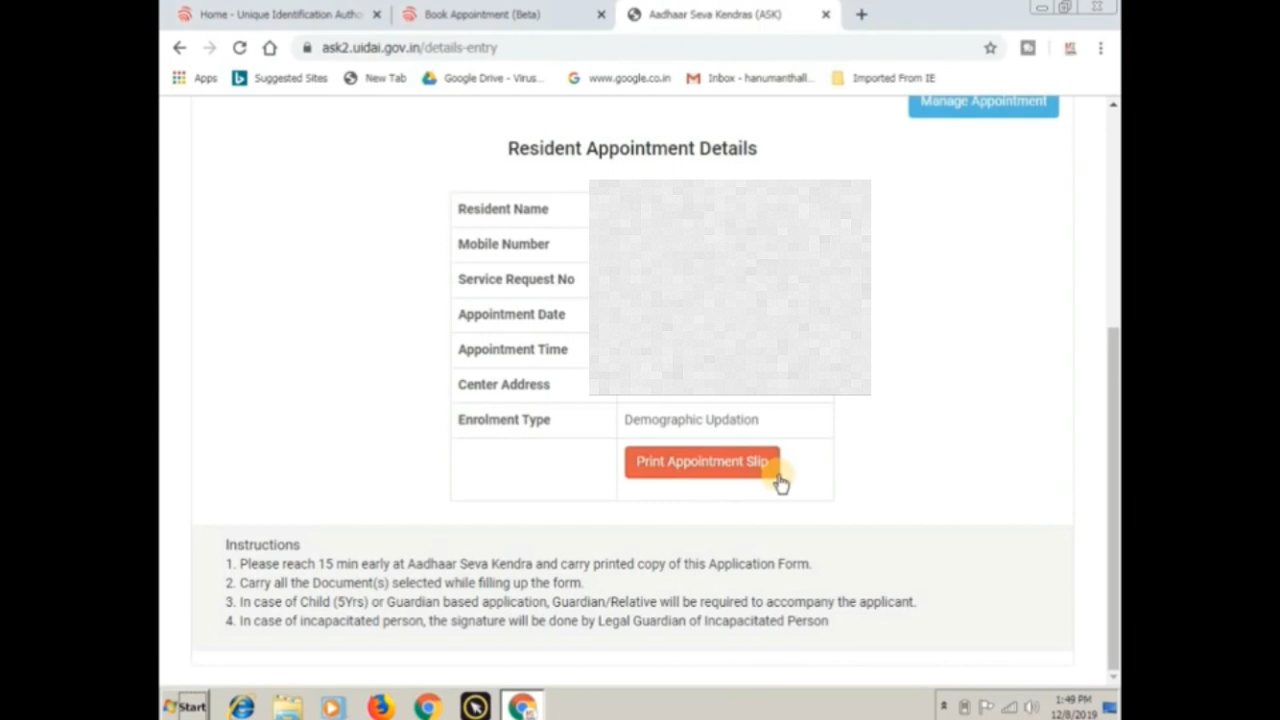 Home - Unique Identification Autho
Book Appointment (Beta)
Aadhaar Seva Kendras (ASK)
ask2.uidai.gov.in/details-entry
Apps
Suggested Sites
New Tab
Google Drive - Virus...
www.google.co.in
Inbox - hanumanthall...
Imported From IE
Manage Appointment
Resident Appointment Details
Resident Name
Mobile Number
Service Request No
Appointment Date
Appointment Time
Center Address
Enrolment Type Demographic Updation
Print Appointment Slip
Instructions
1. Please reach 15 min early at Aadhaar Seva Kendra and carry printed copy of this Application Form.
2. Carry all the Document(s) selected while filling up the form.
3. In case of Child (5Yrs) or Guardian based application, Guardian/Relative will be required to accompany the applicant.
4. In case of incapacitated person, the signature will be done by Legal Guardian of Incapacitated Person
Start
1:49 PM
12/8/2019